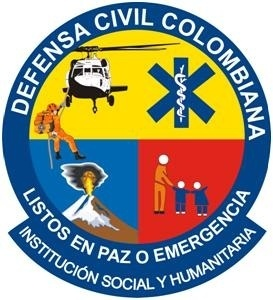 DEFENSA CIVIL COLOMBIANA
LISTOS EN PAZ O EMERGENCIA
INSTITUCIÓN SOCIAL Y HUMANITARIA